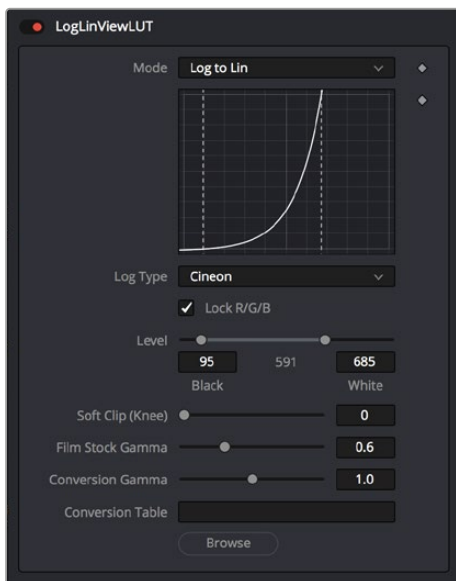 LogLinViewLUT
Mode Log to Lin
Log Type Cineon
Lock R/G/B
Level
95 591 685
Black White
Soft Clip (Knee) 0
Film Stock Gamma 0.6
Conversion Gamma 1.0
Conversion Table
Browse